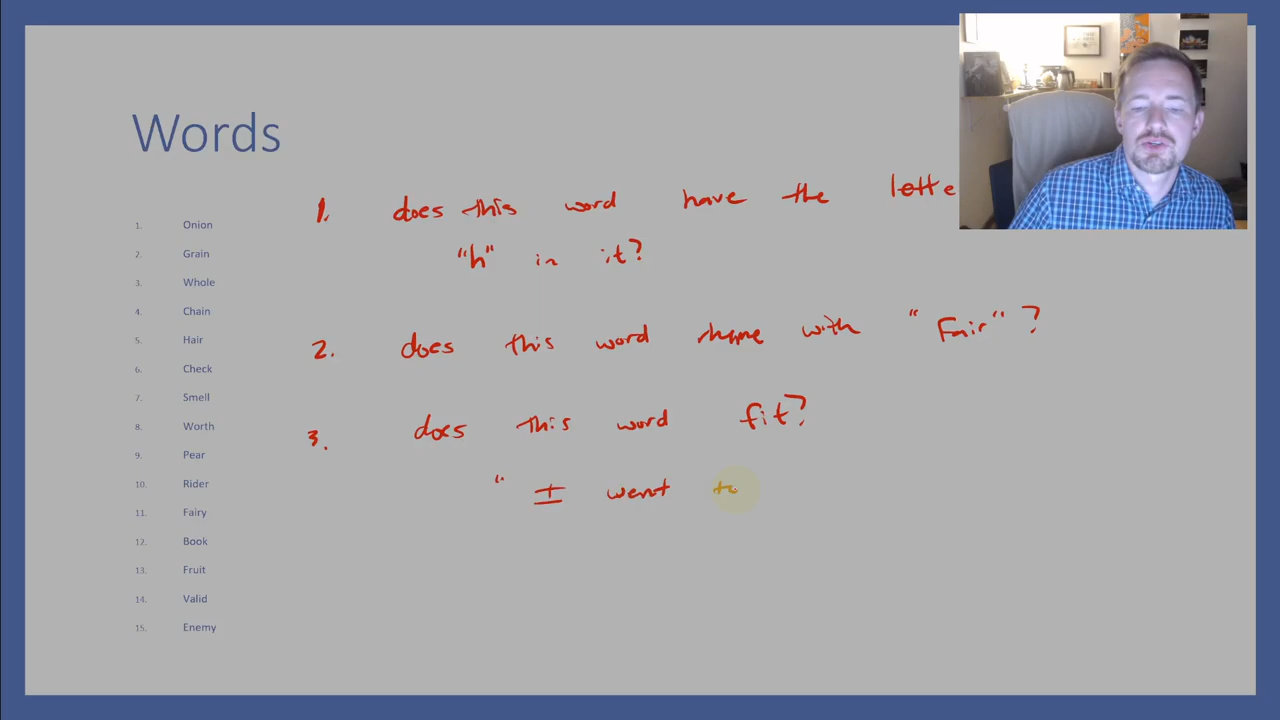 Words
1. Onion
2. Grain
3. Whole
4. Chain
5. Hair
6. Check
7. Smell
8. Worth
9. Pear
10. Rider
11. Fairy
12. Book
13. Fruit
14. Valid
15. Enemy
1. does this word have the lette
"h" in it?
2. does this word rhyme with "Fair"?
3. does this word fit?
" I went to